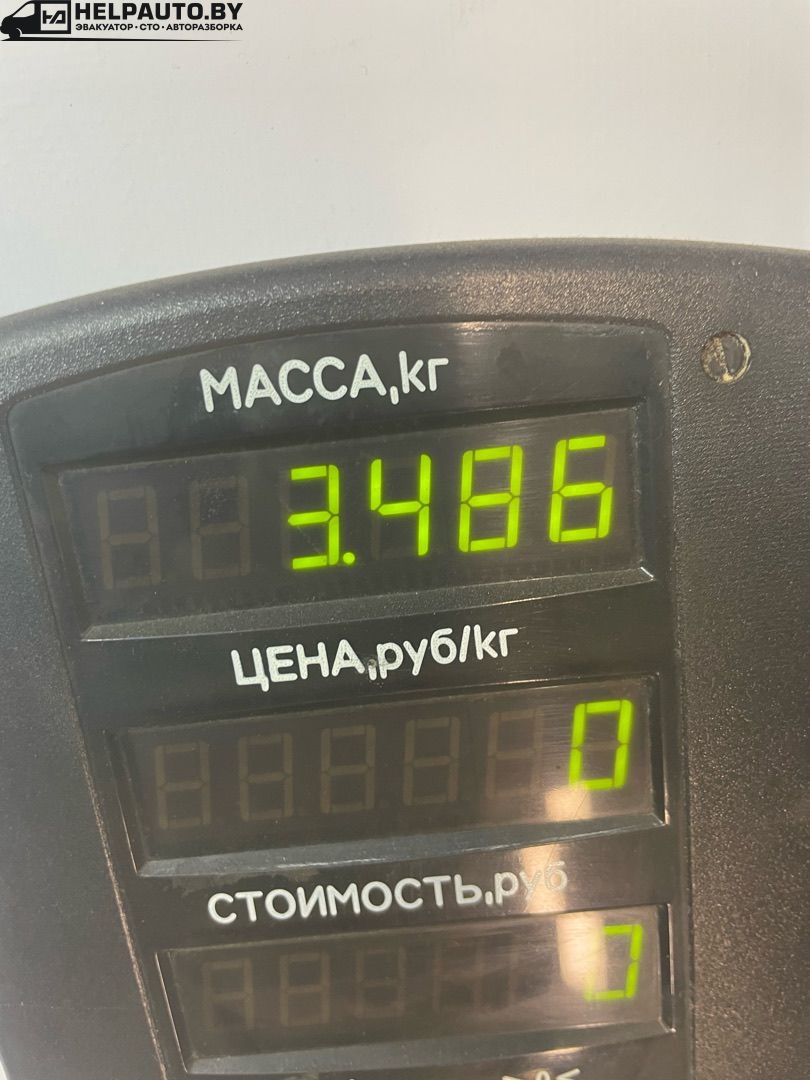 HELPAUTO.BY
ЭВАКУАТОР·СТО·АВТОРАЗБОРКА
МАССА,кг
3.486
ЦЕНА,руб/кг
0
СТОИМОСТЬ,руб
0